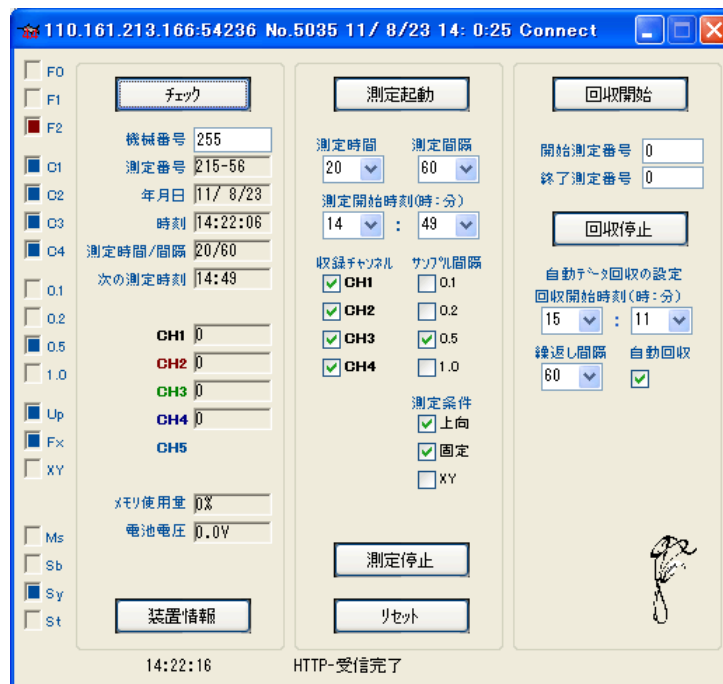 110.161.213.166:54236 No.5035 11/ 8/23 14: 0:25 Connect
F0
F1
F2
C1
C2
C3
C4
0.1
0.2
0.5
1.0
Up
Fx
XY
Ms
Sb
Sy
St
チェック
機械番号 255
測定番号 215-56
年月日 11/ 8/23
時刻 14:22:06
測定時間/間隔 20/60
次の測定時刻 14:49
CH1 0
CH2 0
CH3 0
CH4 0
CH5
メモリ使用量 0%
電池電圧 0.0V
装置情報
測定起動
測定時間 測定間隔
20 60
測定開始時刻(時:分)
14 : 49
収録チャンネル サンプル間隔
CH1 0.1
CH2 0.2
CH3 0.5
CH4 1.0
測定条件
上向
固定
XY
測定停止
リセット
回収開始
開始測定番号 0
終了測定番号 0
回収停止
自動データ回収の設定
回収開始時刻(時:分)
15 : 11
繰返し間隔 自動回収
60
14:22:16 HTTP-受信完了